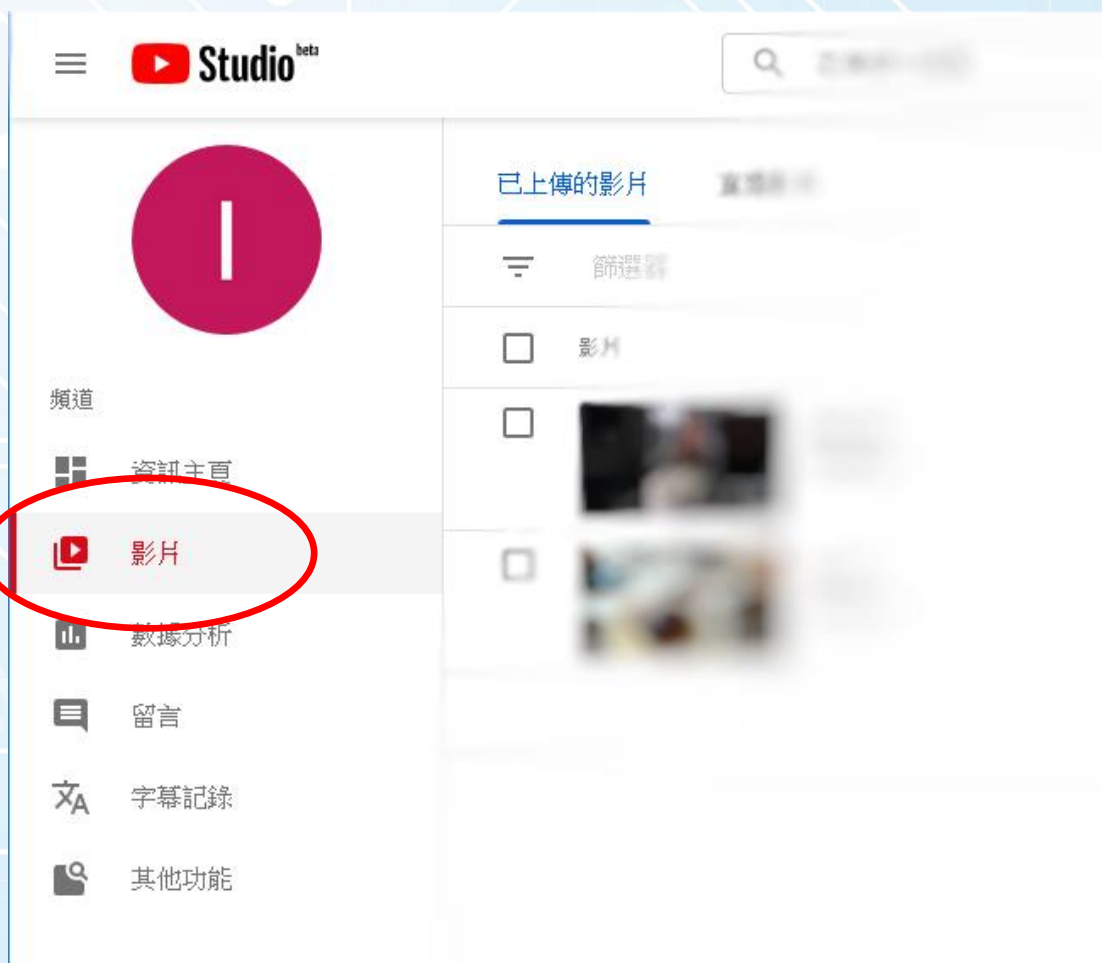 Studio beta
I
已上傳的影片
篩選
影片
頻道
資訊主頁
影片
數據分析
留言
字幕記錄
其他功能